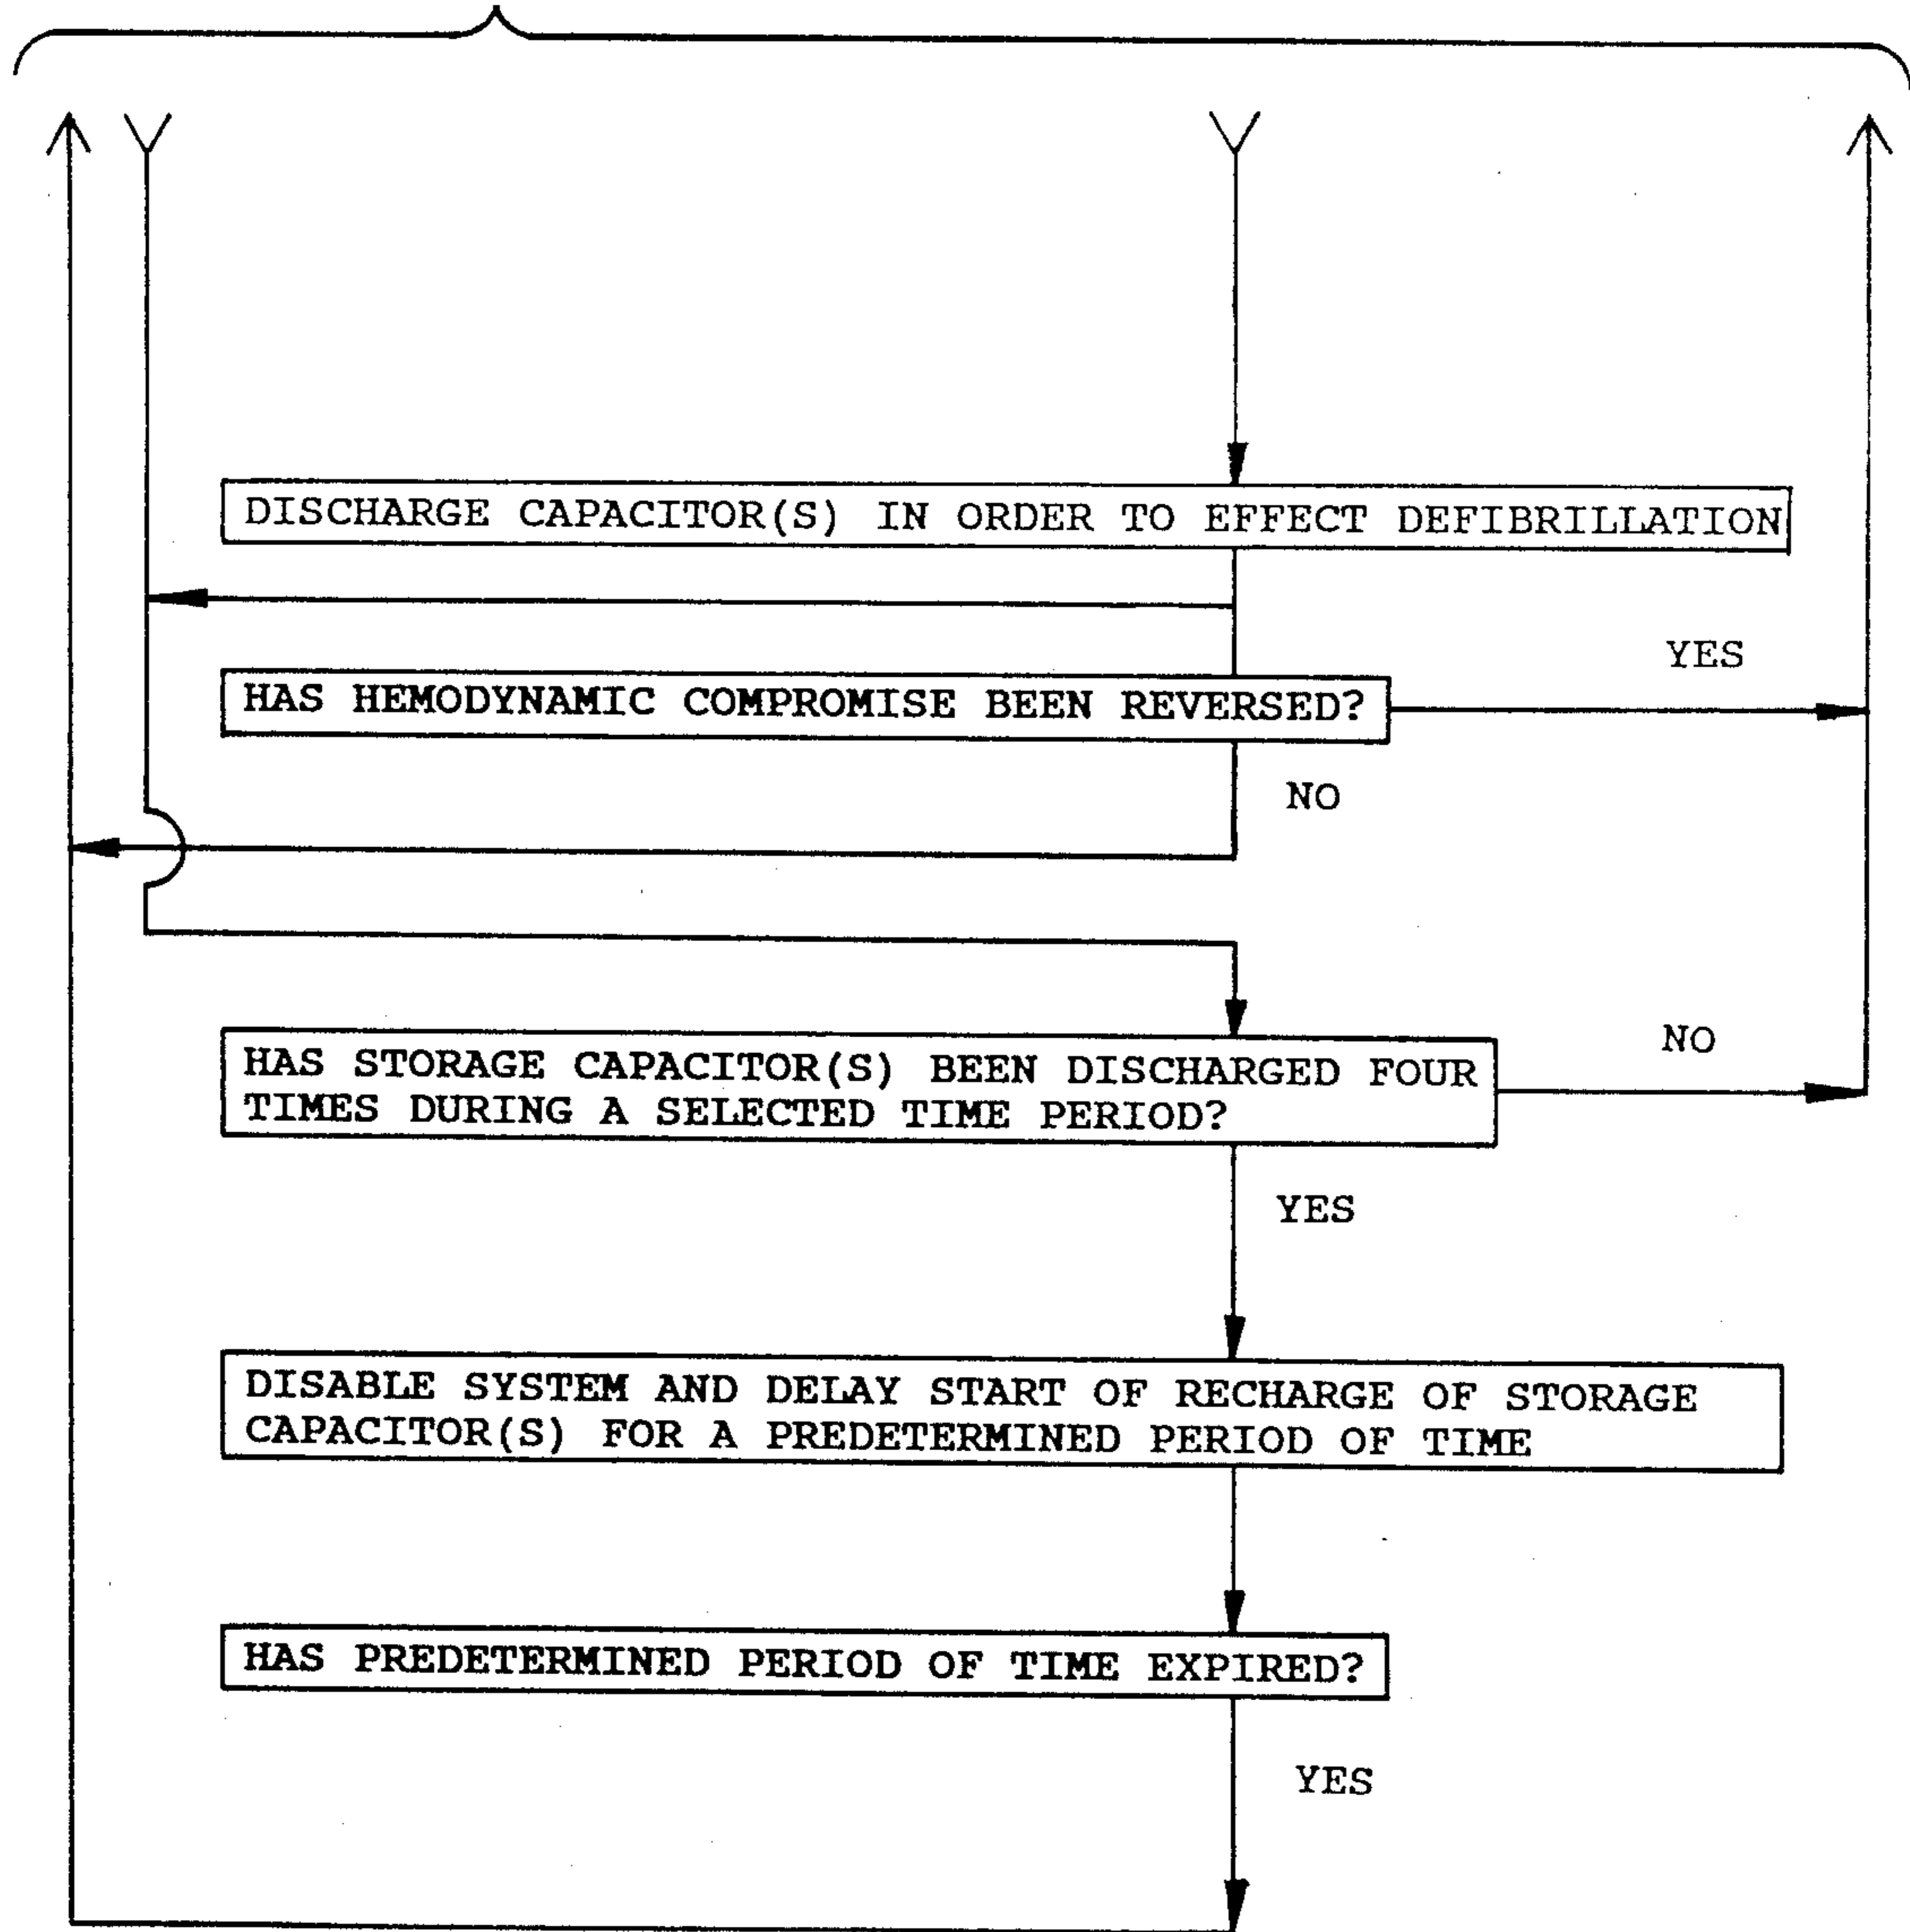 DISCHARGE CAPACITOR(S) IN ORDER TO EFFECT DEFIBRILLATION
YES
HAS HEMODYNAMIC COMPROMISE BEEN REVERSED?
NO
HAS STORAGE CAPACITOR(S) BEEN DISCHARGED FOUR
TIMES DURING A SELECTED TIME PERIOD?
NO
YES
DISABLE SYSTEM AND DELAY START OF RECHARGE OF STORAGE
CAPACITOR(S) FOR A PREDETERMINED PERIOD OF TIME
HAS PREDETERMINED PERIOD OF TIME EXPIRED?
YES